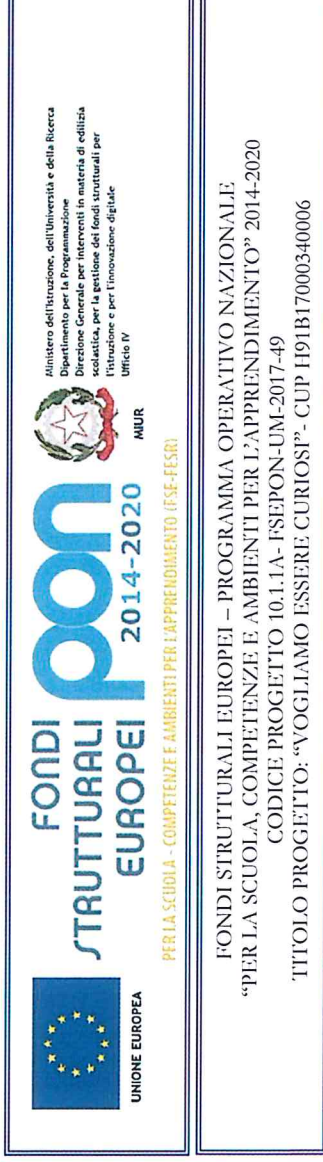 UNIONE EUROPEA
FONDI
STRUTTURALI
EUROPEI
pon
2014-2020
MIUR
Ministero dell'Istruzione, dell'Università e della Ricerca
Dipartimento per la Programmazione
Direzione Generale per interventi in materia di edilizia
scolastica, per la gestione dei fondi strutturali per
l'istruzione e per l'innovazione digitale
Ufficio IV
PER LA SCUOLA - COMPETENZE E AMBIENTI PER L'APPRENDIMENTO (FSE-FESR)
FONDI STRUTTURALI EUROPEI – PROGRAMMA OPERATIVO NAZIONALE
“PER LA SCUOLA, COMPETENZE E AMBIENTI PER L’APPRENDIMENTO” 2014-2020
CODICE PROGETTO 10.1.1A- FSEPON-UM-2017-49
TITOLO PROGETTO: “VOGLIAMO ESSERE CURIOSI”- CUP H91B17000340006